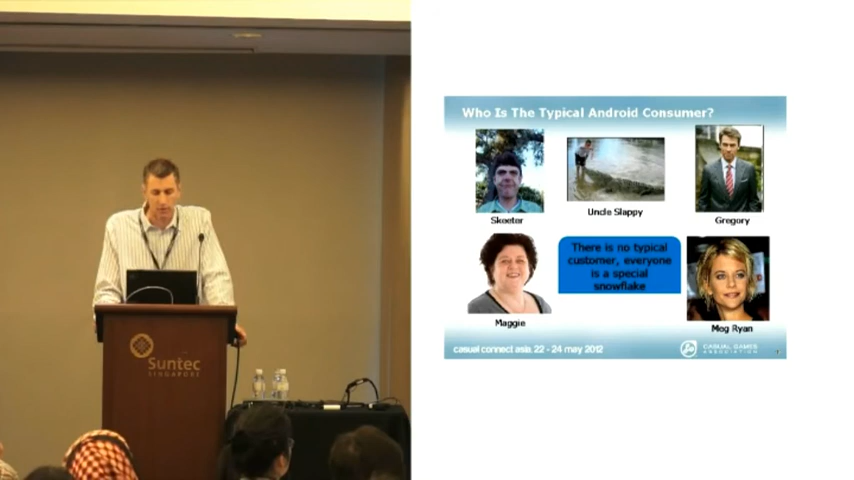 Who Is The Typical Android Consumer?
Skeeter
Uncle Slappy
Gregory
There is no typical
customer, everyone
is a special
snowflake
Maggie
Meg Ryan
casual connect asia 22 - 24 may 2012
CASUAL GAMES
ASSOCIATION
Suntec
SINGAPORE